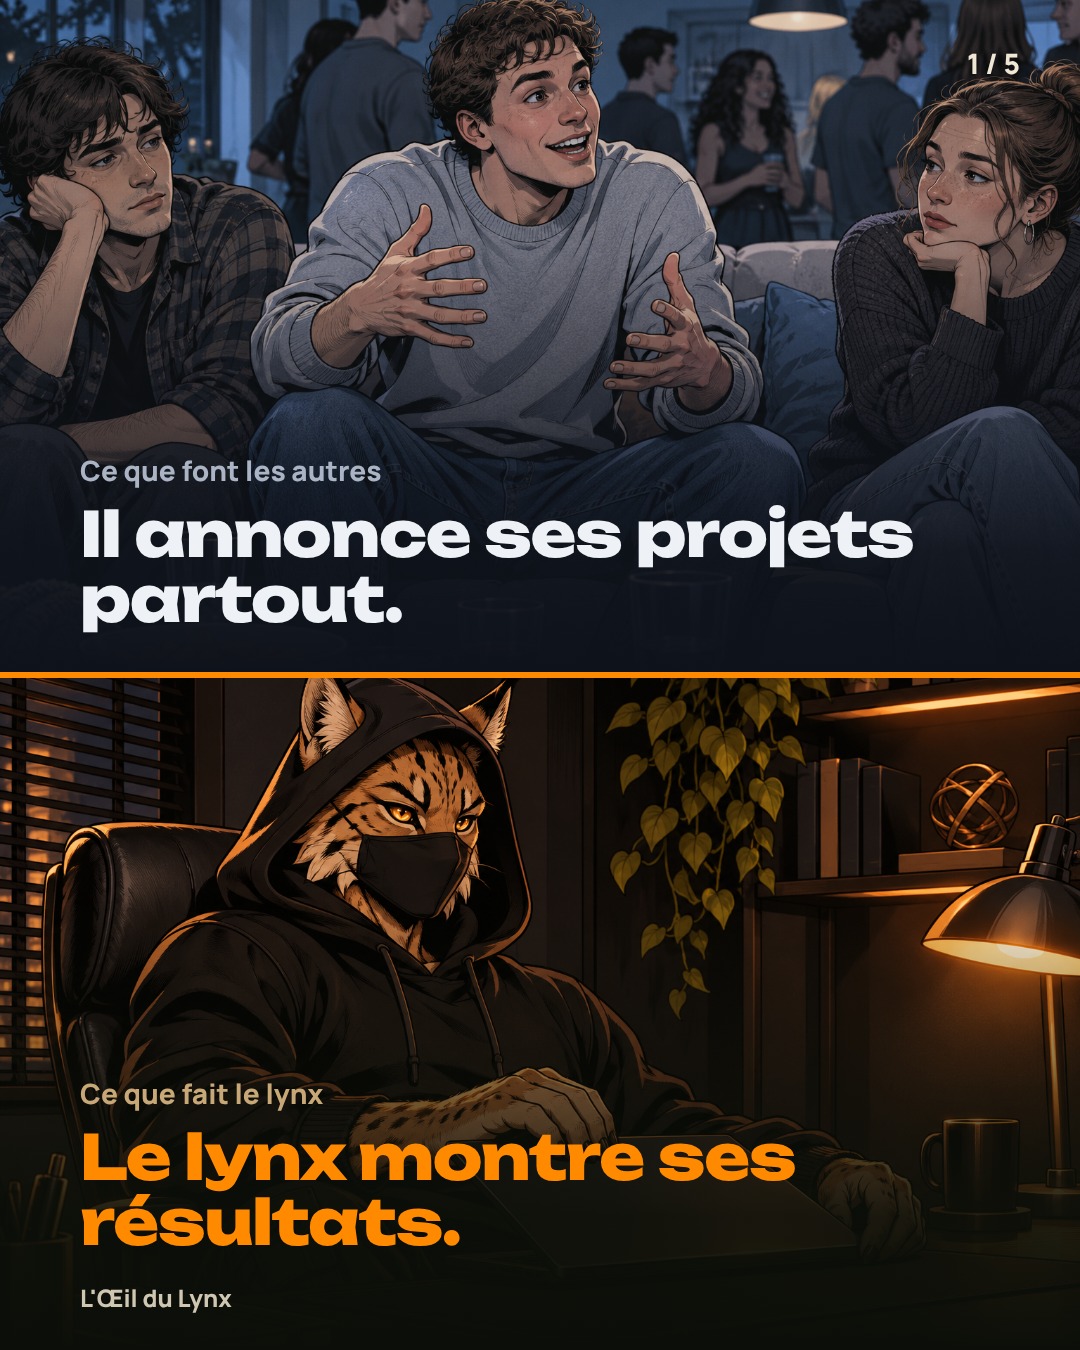 1 / 5
Ce que font les autres
Il annonce ses projets
partout.
Ce que fait le lynx
Le lynx montre ses
résultats.
L'Œil du Lynx